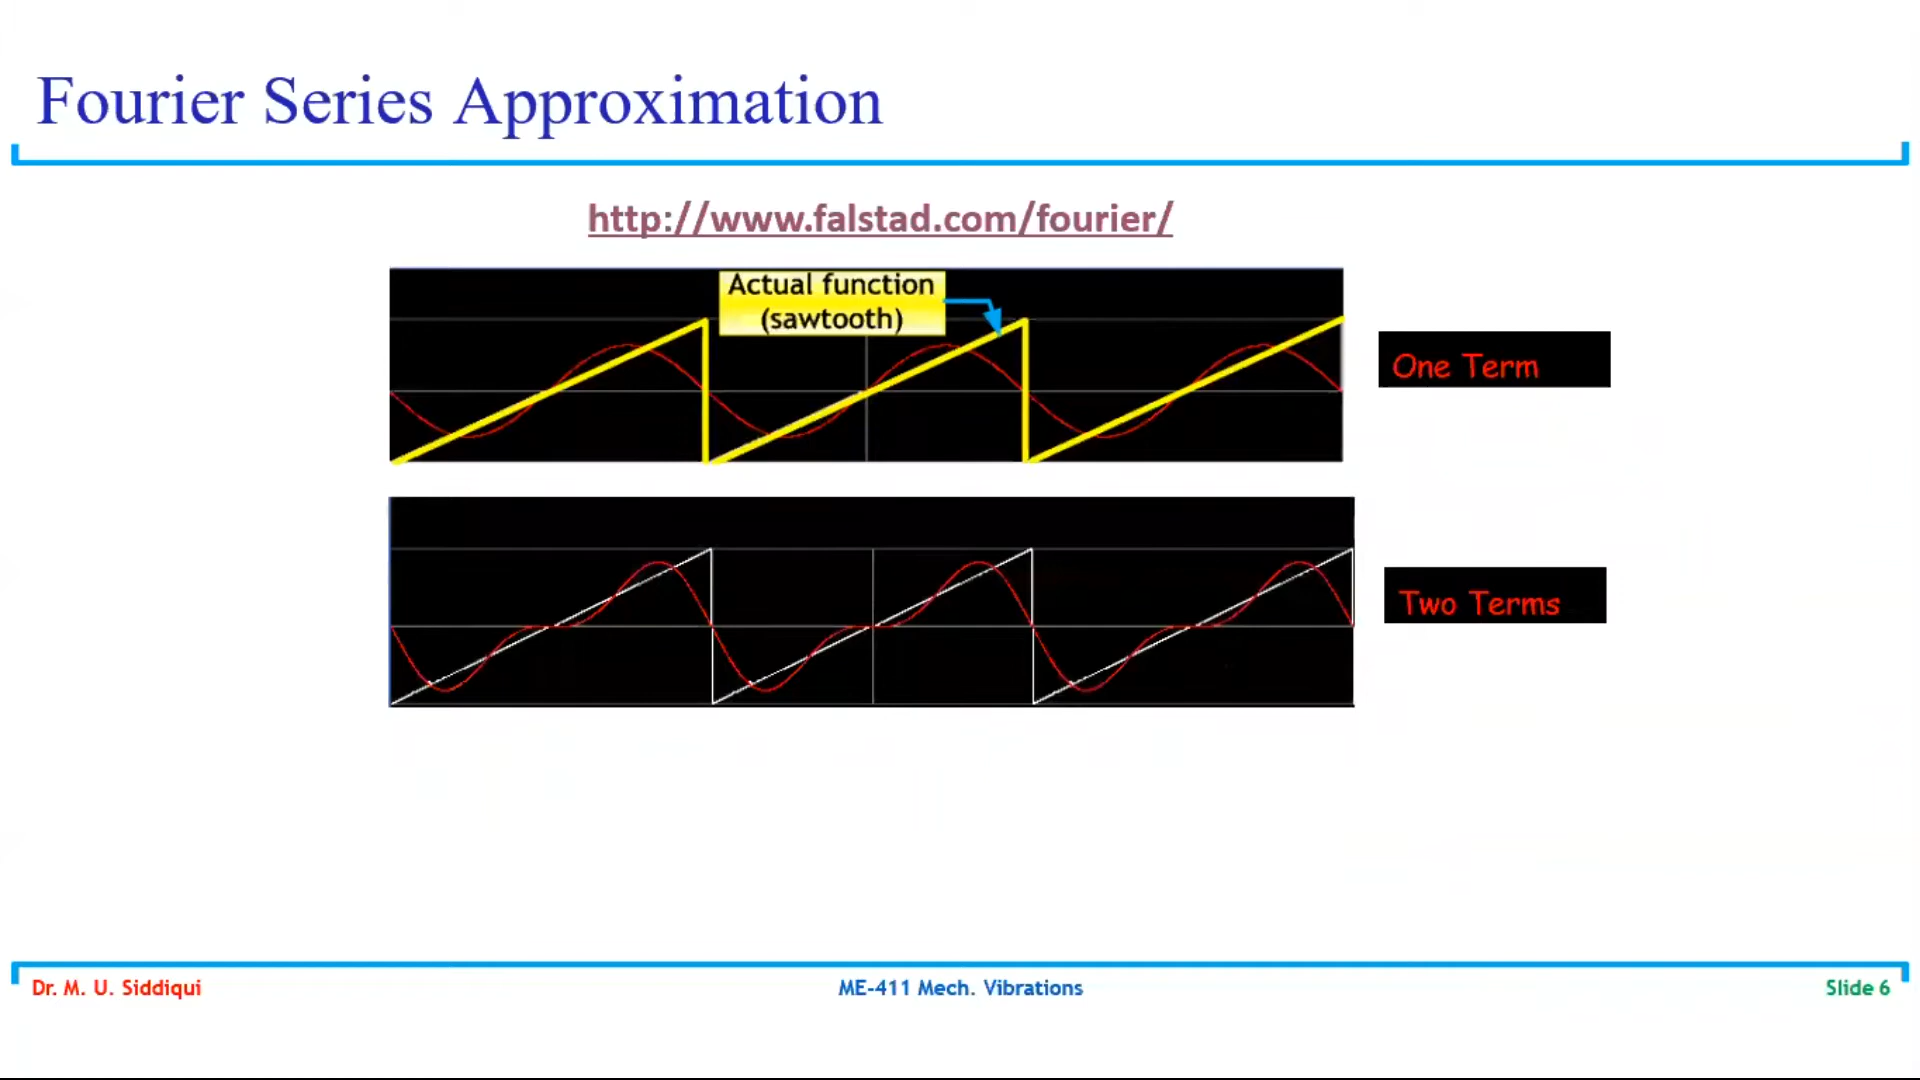 Fourier Series Approximation
http://www.falstad.com/fourier/
Actual function
(sawtooth)
One Term
Two Terms
Dr. M. U. Siddiqui
ME-411 Mech. Vibrations
Slide 6